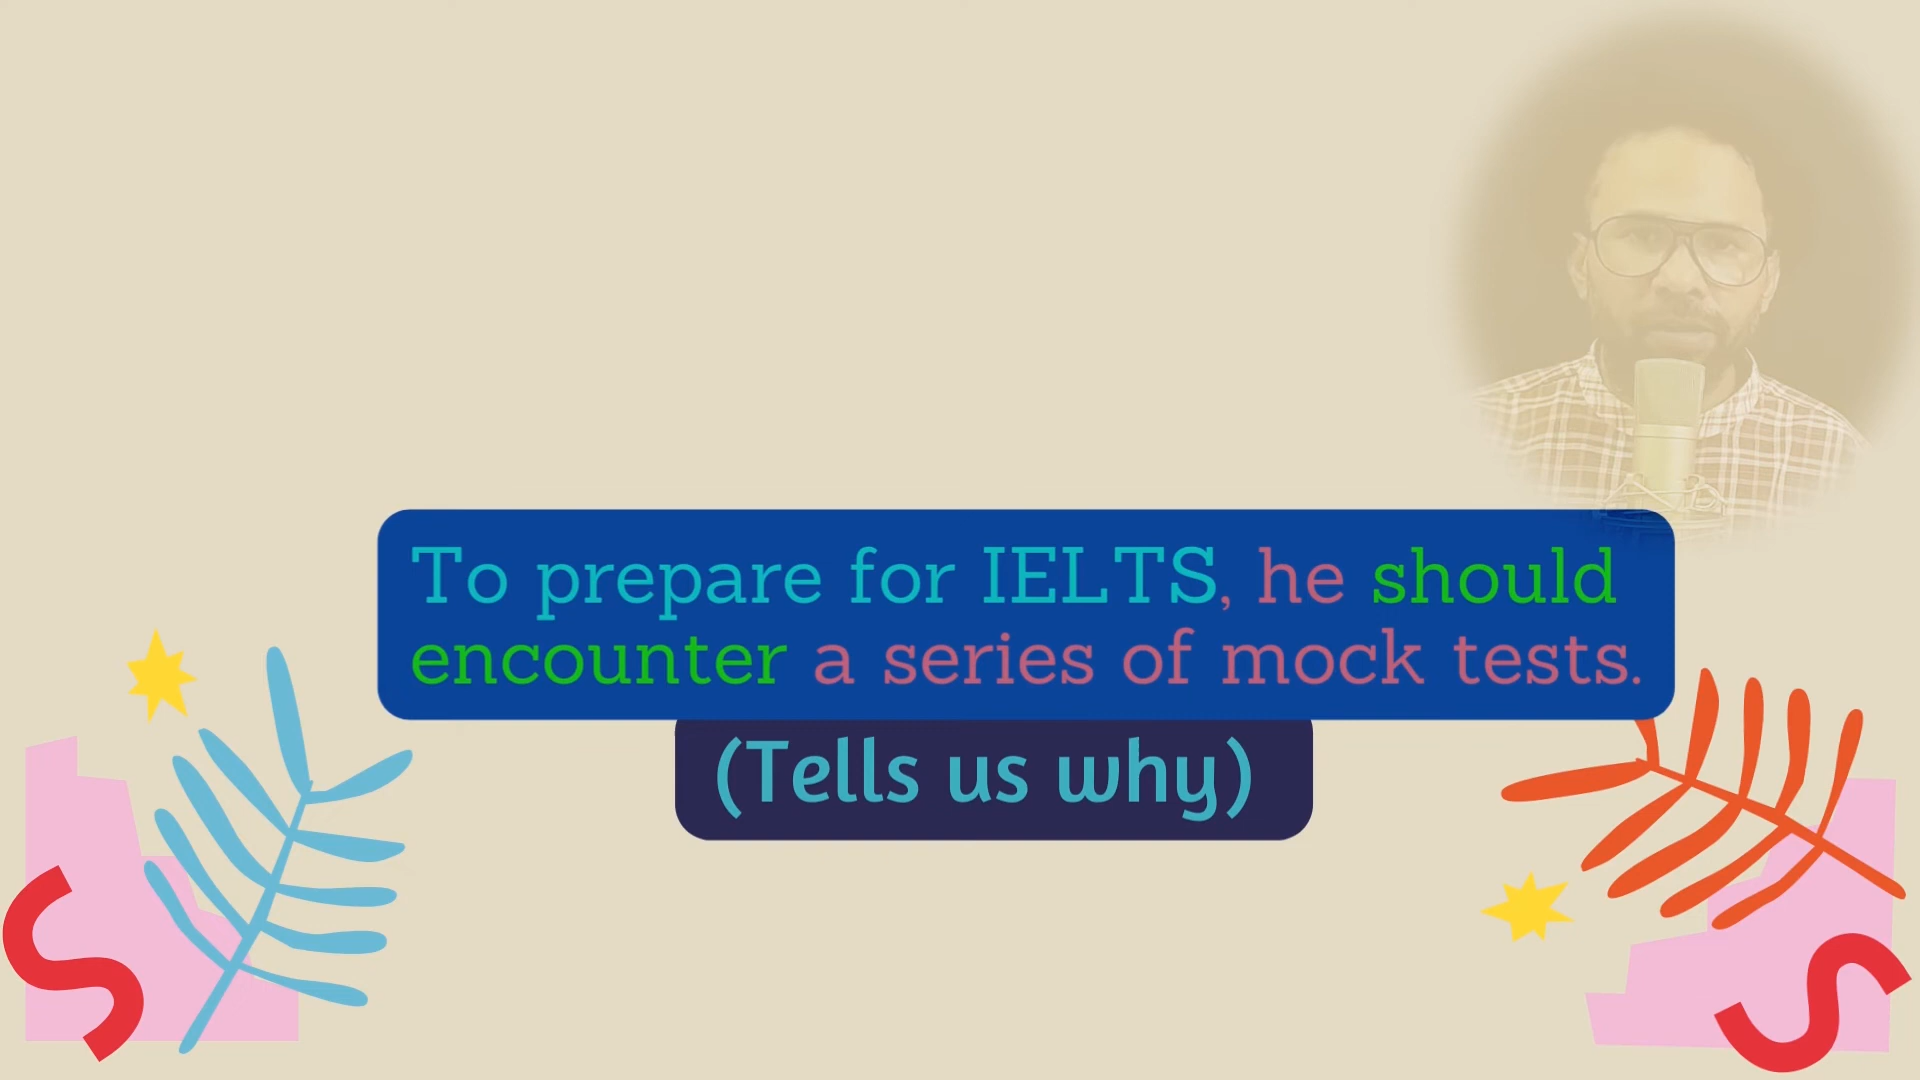 To prepare for IELTS, he should
encounter a series of mock tests.
(Tells us why)